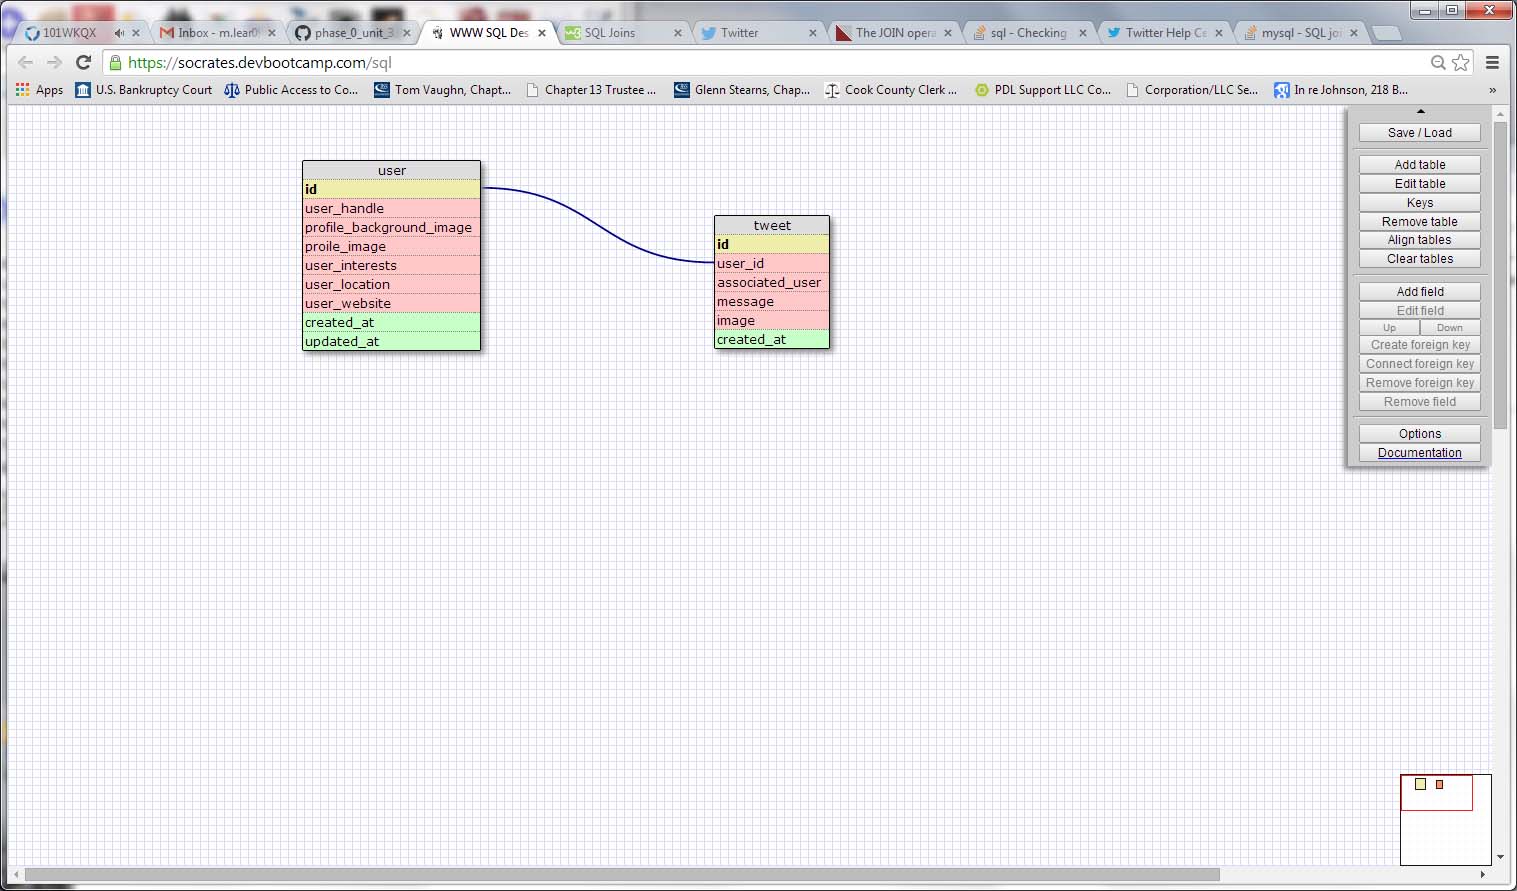 101WKQX
Inbox - m.lear0
phase_0_unit_3
WWW SQL Des
SQL Joins
Twitter
The JOIN opera
sql - Checking
Twitter Help Ce
mysql - SQL joi
https://socrates.devbootcamp.com/sql
Apps
U.S. Bankruptcy Court
Public Access to Co...
Tom Vaughn, Chapt...
Chapter 13 Trustee ...
Glenn Stearns, Chap...
Cook County Clerk ...
PDL Support LLC Co...
Corporation/LLC Se...
In re Johnson, 218 B...
»
user
id
user_handle
profile_background_image
proile_image
user_interests
user_location
user_website
created_at
updated_at
tweet
id
user_id
associated_user
message
image
created_at
Save / Load
Add table
Edit table
Keys
Remove table
Align tables
Clear tables
Add field
Edit field
Up
Down
Create foreign key
Connect foreign key
Remove foreign key
Remove field
Options
Documentation